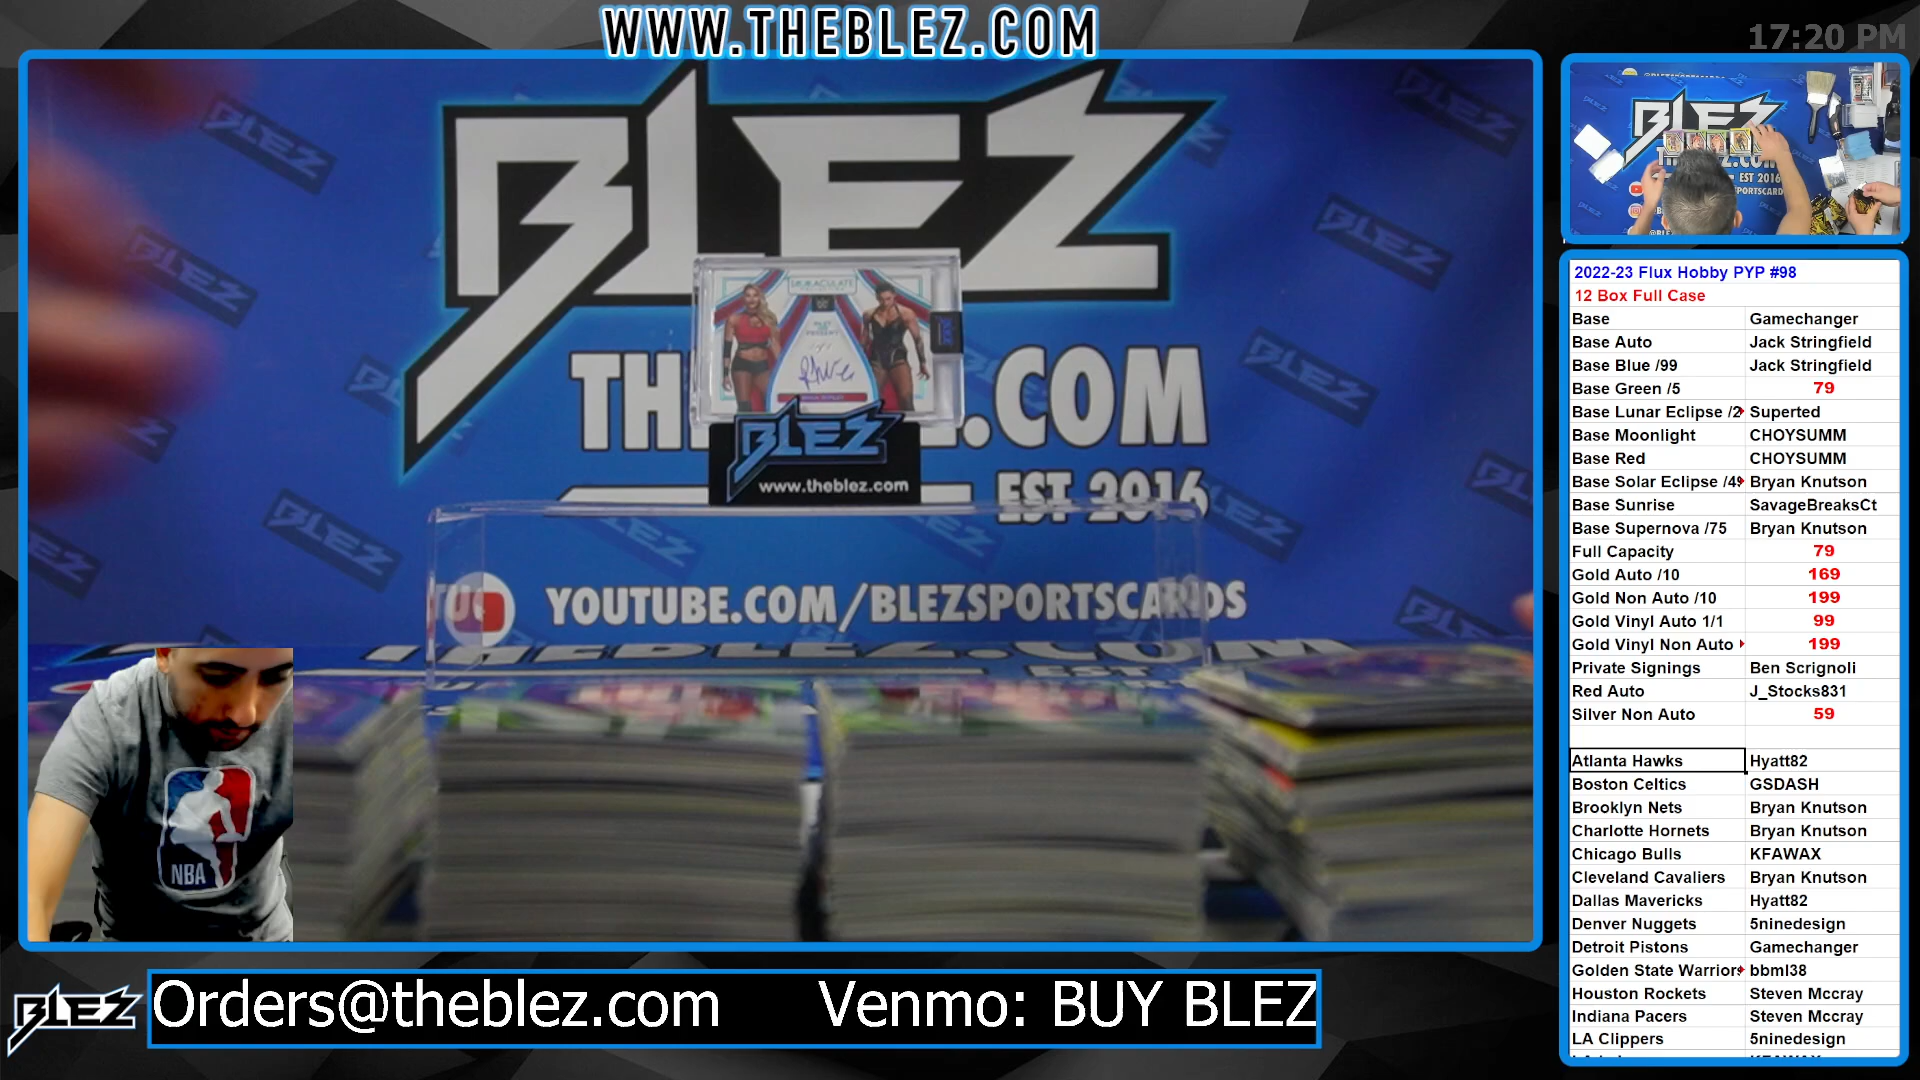 WWW.THEBLEZ.COM
17:20 PM
BLEZ
THEBLEZ.COM
EST 2016
IMMACULATE
BLEZ
www.theblez.com
YOUTUBE.COM/BLEZSPORTSCARDS
NBA
BLEZ
EST 2016
2022-23 Flux Hobby PYP #98
12 Box Full Case
Base Gamechanger
Base Auto Jack Stringfield
Base Blue /99 Jack Stringfield
Base Green /5 79
Base Lunar Eclipse /2 Superted
Base Moonlight CHOYSUMM
Base Red CHOYSUMM
Base Solar Eclipse /49 Bryan Knutson
Base Sunrise SavageBreaksCt
Base Supernova /75 Bryan Knutson
Full Capacity 79
Gold Auto /10 169
Gold Non Auto /10 199
Gold Vinyl Auto 1/1 99
Gold Vinyl Non Auto 199
Private Signings Ben Scrignoli
Red Auto J_Stocks831
Silver Non Auto 59
Atlanta Hawks Hyatt82
Boston Celtics GSDASH
Brooklyn Nets Bryan Knutson
Charlotte Hornets Bryan Knutson
Chicago Bulls KFAWAX
Cleveland Cavaliers Bryan Knutson
Dallas Mavericks Hyatt82
Denver Nuggets 5ninedesign
Detroit Pistons Gamechanger
Golden State Warriors bbml38
Houston Rockets Steven Mccray
Indiana Pacers Steven Mccray
LA Clippers 5ninedesign
BLEZ
Orders@theblez.com Venmo: BUY BLEZ